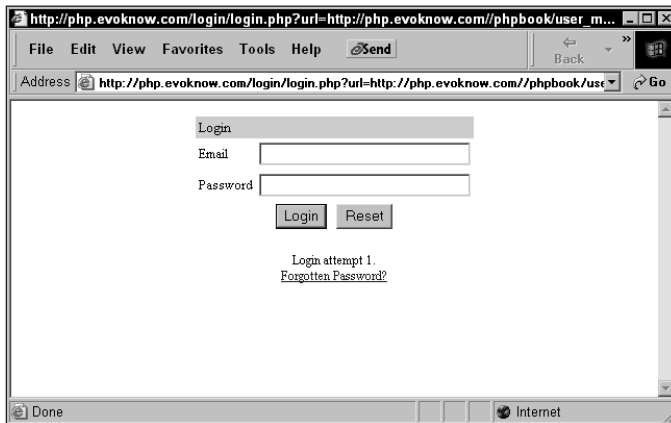 http://php.evoknow.com/login/login.php?url=http://php.evoknow.com//phpbook/user_m...
File Edit View Favorites Tools Help Send Back »
Address http://php.evoknow.com/login/login.php?url=http://php.evoknow.com//phpbook/use Go
Login
Email
Password
Login Reset
Login attempt 1.
Forgotten Password?
Done Internet